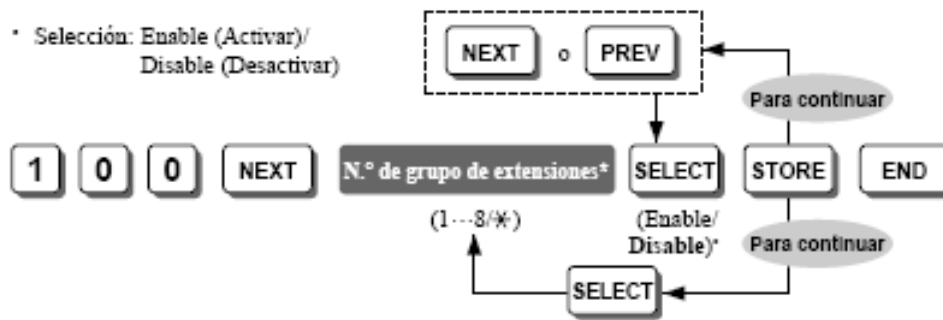 • Selección: Enable (Activar)/
Disable (Desactivar)
NEXT o PREV
Para continuar
1 0 0 NEXT N.° de grupo de extensiones* SELECT STORE END
(1···8/✱)
(Enable/
Disable)•
Para continuar
SELECT